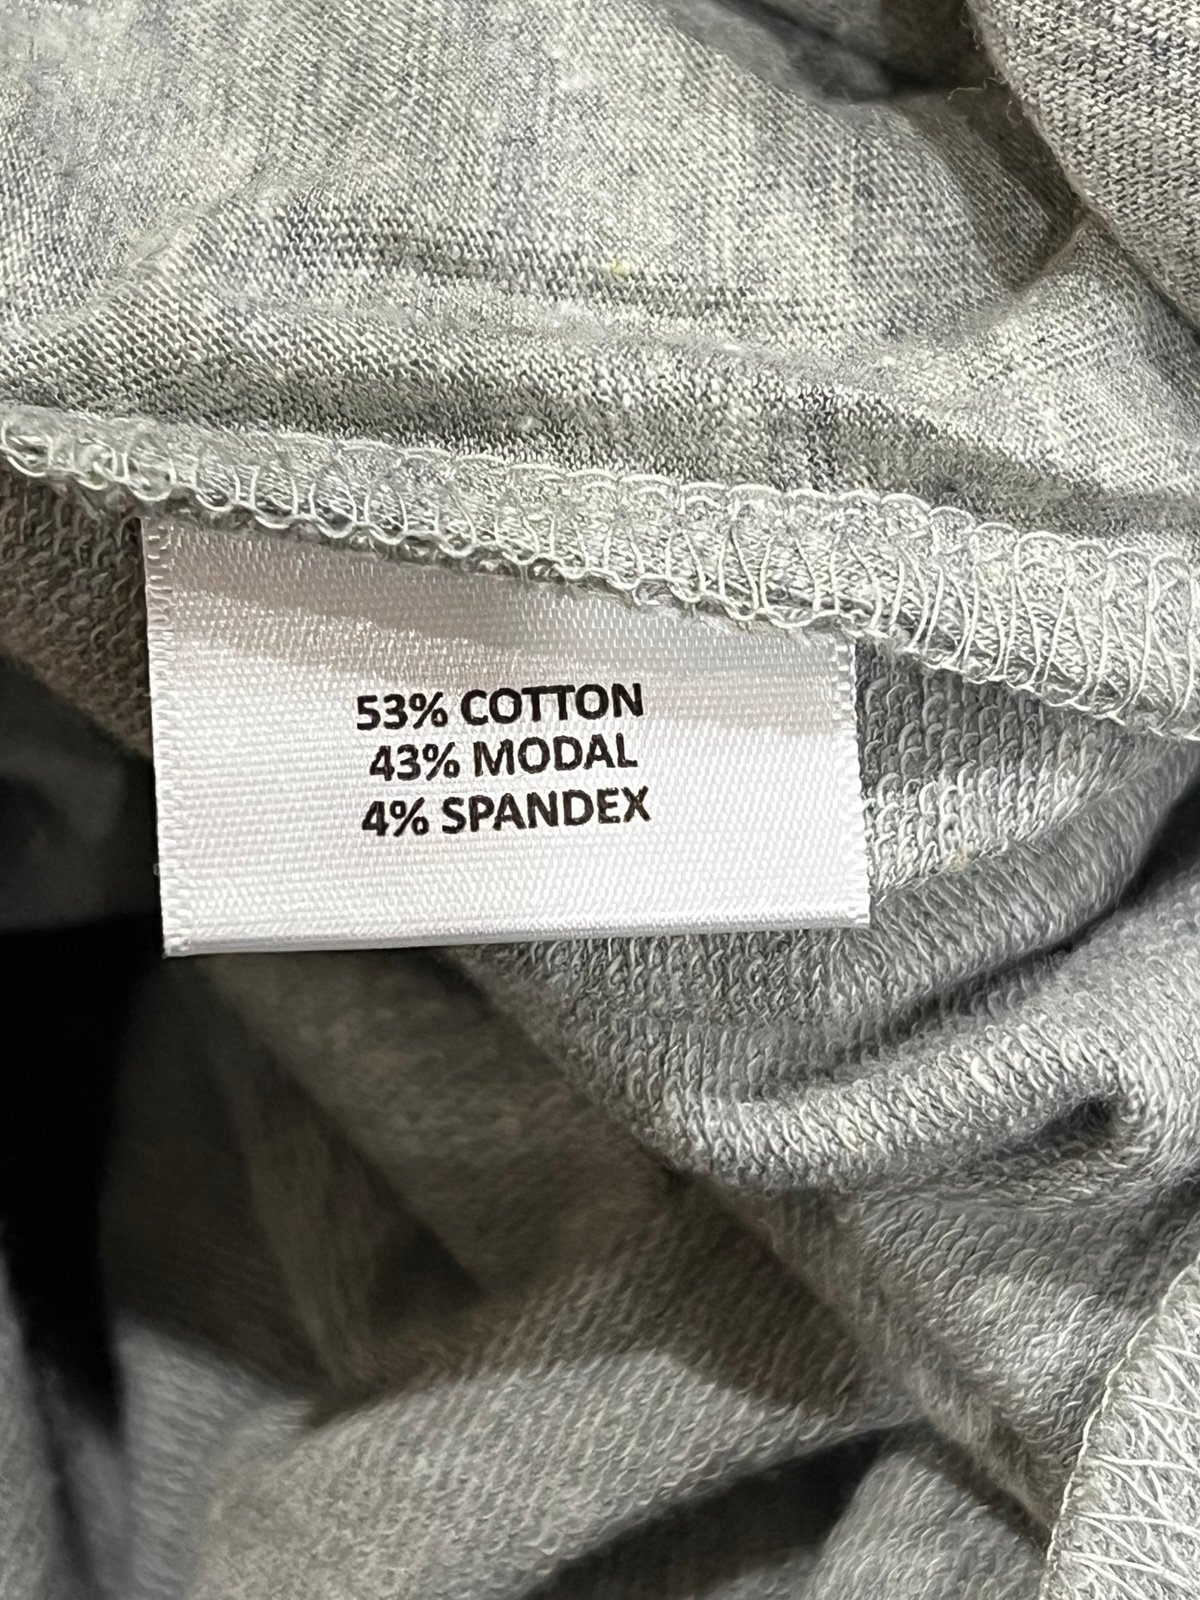 53% COTTON
43% MODAL
4% SPANDEX